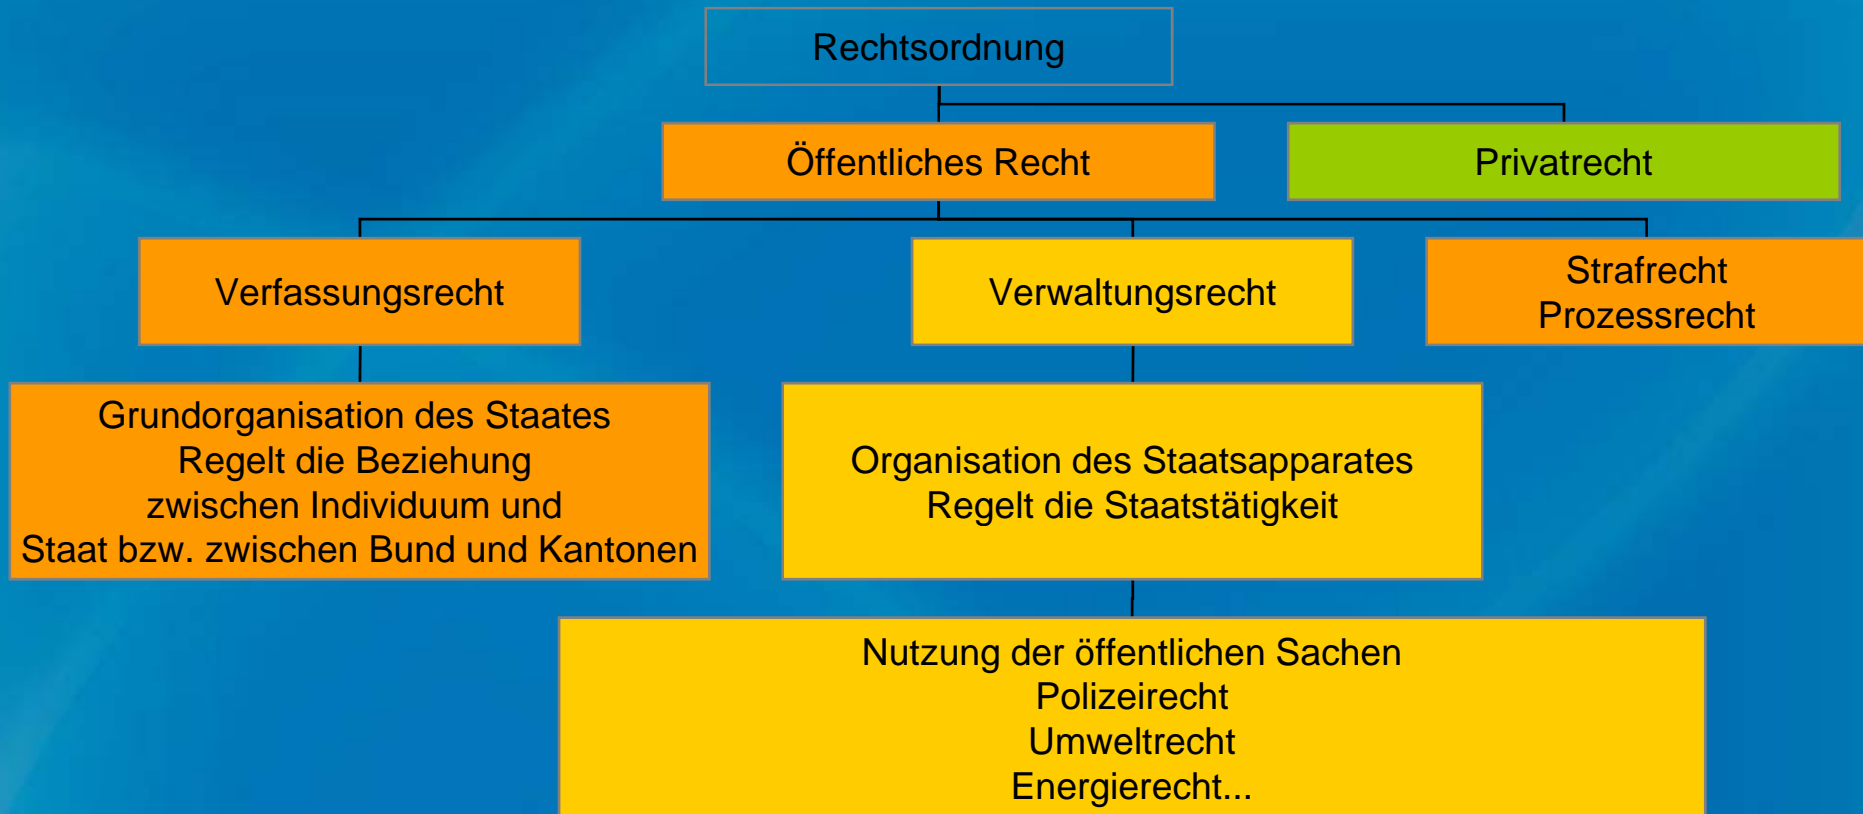 Rechtsordnung
Öffentliches Recht
Privatrecht
Verfassungsrecht
Verwaltungsrecht
Strafrecht
Prozessrecht
Grundorganisation des Staates
Regelt die Beziehung
zwischen Individuum und
Staat bzw. zwischen Bund und Kantonen
Organisation des Staatsapparates
Regelt die Staatstätigkeit
Nutzung der öffentlichen Sachen
Polizeirecht
Umweltrecht
Energierecht...